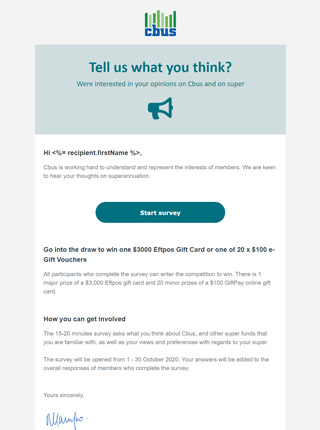 cbus
Tell us what you think?
Were interested in your opinions on Cbus and on super
Hi <%= recipient.firstName %>,
Cbus is working hard to understand and represent the interests of members. We are keen
to hear your thoughts on superannuation.
Start survey
Go into the draw to win one $3000 Eftpos Gift Card or one of 20 x $100 e-
Gift Vouchers
All participants who complete the survey can enter the competition to win. There is 1
major prize of a $3,000 Eftpos gift card and 20 minor prizes of a $100 GiftPay online gift
card.
How you can get involved
The 15-20 minutes survey asks what you think about Cbus, and other super funds that
you are familiar with, as well as your views and preferences with regards to your super.
The survey will be opened from 1 - 30 October 2020. Your answers will be added to the
overall responses of members who complete the survey.
Yours sincerely,